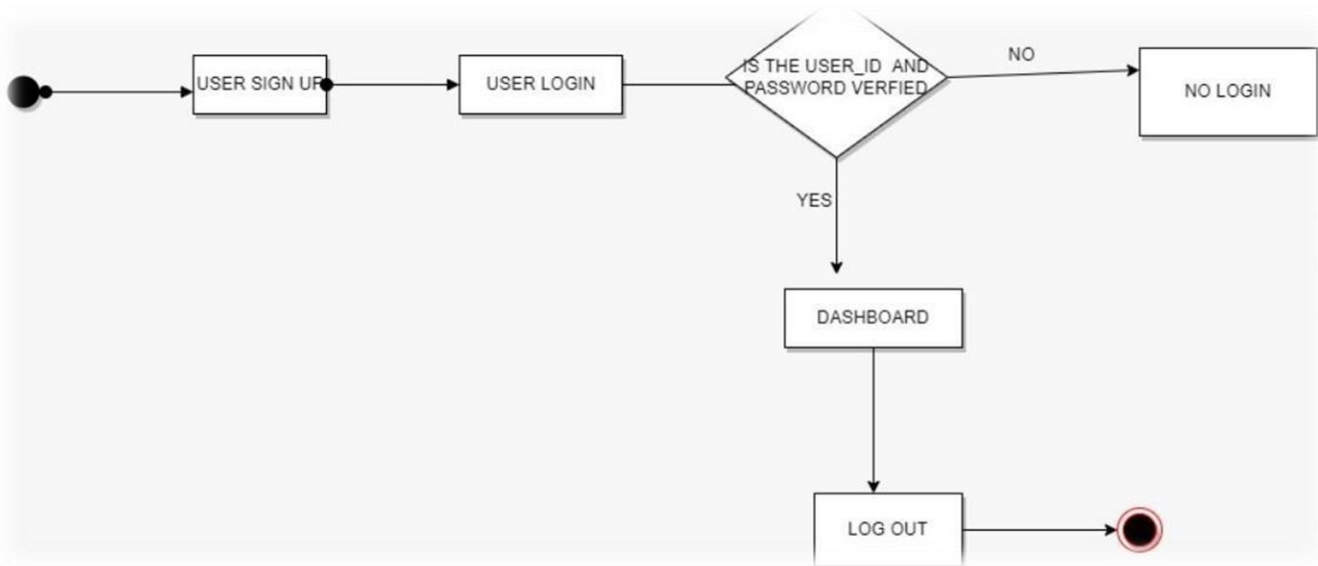 USER SIGN UP
USER LOGIN
IS THE USER_ID AND
PASSWORD VERFIED
NO
NO LOGIN
YES
DASHBOARD
LOG OUT